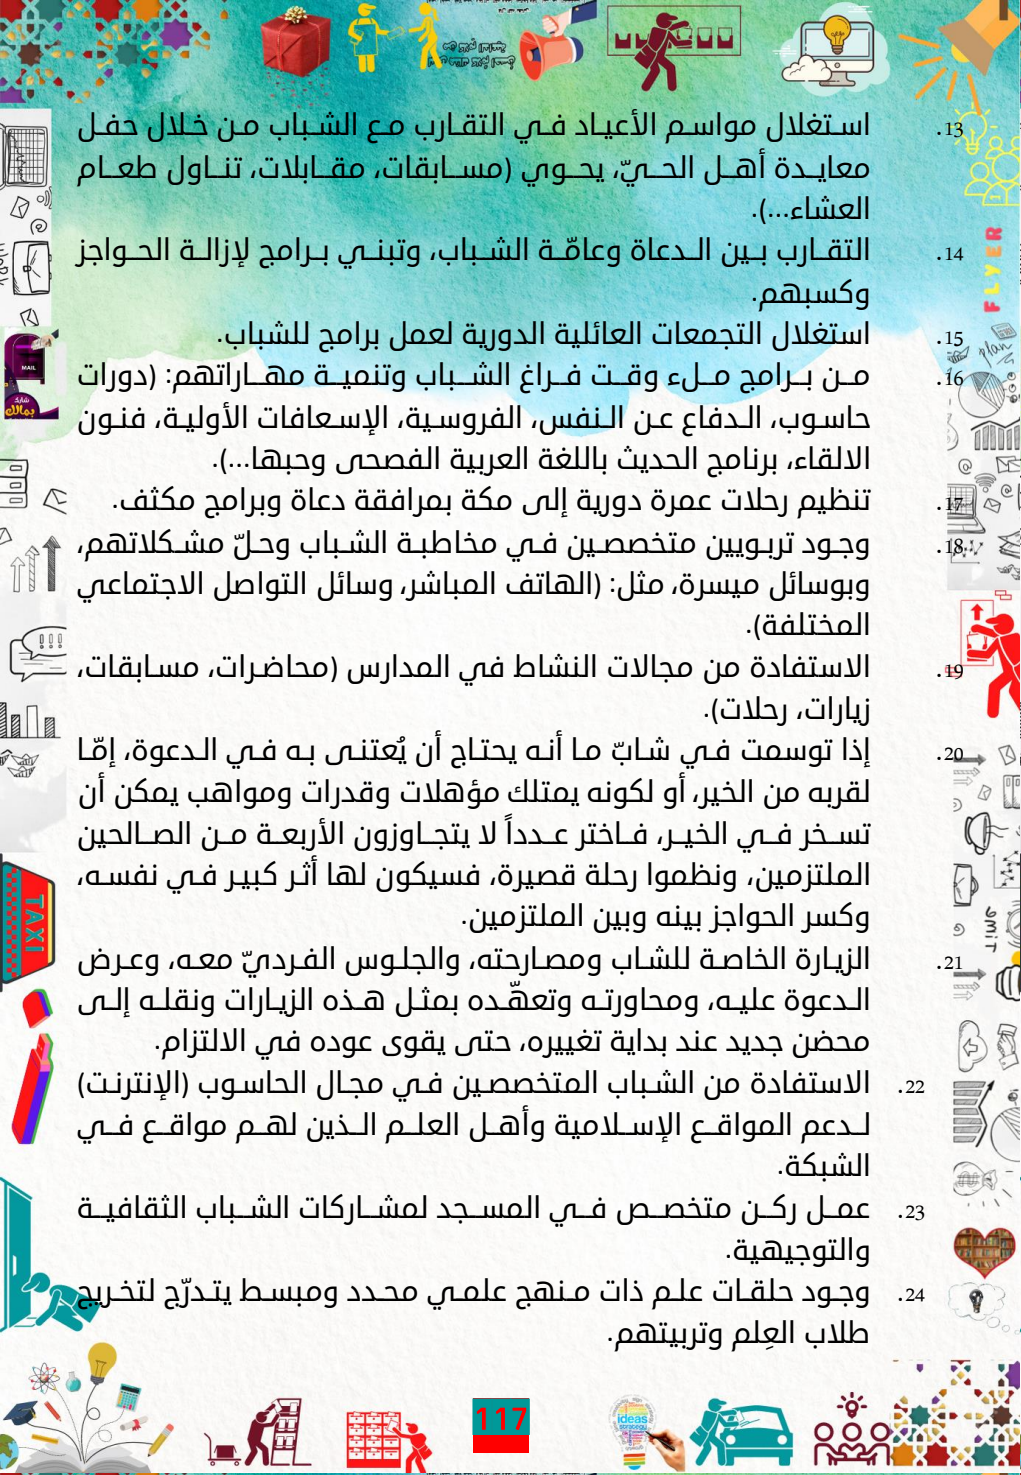 13. استغلال مواسم الأعياد في التقارب مع الشباب من خلال حفل
معايدة أهل الحيّ، يحوي (مسابقات، مقابلات، تناول طعام
العشاء...).
14. التقارب بين الدعاة وعامّة الشباب، وتبني برامج لإزالة الحواجز
وكسبهم.
15. استغلال التجمعات العائلية الدورية لعمل برامج للشباب.
16. من برامج ملء وقت فراغ الشباب وتنمية مهاراتهم: (دورات
حاسوب، الدفاع عن النفس، الفروسية، الإسعافات الأولية، فنون
الالقاء، برنامج الحديث باللغة العربية الفصحى وحبها...).
17. تنظيم رحلات عمرة دورية إلى مكة بمرافقة دعاة وبرامج مكثف.
18. وجود تربويين متخصصين في مخاطبة الشباب وحلّ مشكلاتهم،
وبوسائل ميسرة، مثل: (الهاتف المباشر، وسائل التواصل الاجتماعي
المختلفة).
19. الاستفادة من مجالات النشاط في المدارس (محاضرات، مسابقات،
زيارات، رحلات).
20. إذا توسمت في شابّ ما أنه يحتاج أن يُعتنى به في الدعوة، إمّا
لقربه من الخير، أو لكونه يمتلك مؤهلات وقدرات ومواهب يمكن أن
تسخر في الخير، فاختر عدداً لا يتجاوزون الأربعة من الصالحين
الملتزمين، ونظموا رحلة قصيرة، فسيكون لها أثر كبير في نفسه،
وكسر الحواجز بينه وبين الملتزمين.
21. الزيارة الخاصة للشاب ومصارحته، والجلوس الفرديّ معه، وعرض
الدعوة عليه، ومحاورته وتعهّده بمثل هذه الزيارات ونقله إلى
محضن جديد عند بداية تغييره، حتى يقوى عوده في الالتزام.
22. الاستفادة من الشباب المتخصصين في مجال الحاسوب (الإنترنت)
لدعم المواقع الإسلامية وأهل العلم الذين لهم مواقع في
الشبكة.
23. عمل ركن متخصص في المسجد لمشاركات الشباب الثقافية
والتوجيهية.
24. وجود حلقات علم ذات منهج علمي محدد ومبسط يتدرّج لتخريج
طلاب العِلم وتربيتهم.
117
FLYER
MAIL
شارك
بمالك
plan
TAXI
ideas